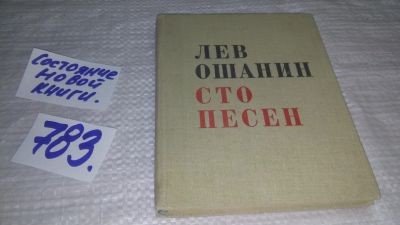 Состояние
новой
книги.
783.
ЛЕВ
ОШАНИН
СТО
ПЕСЕН